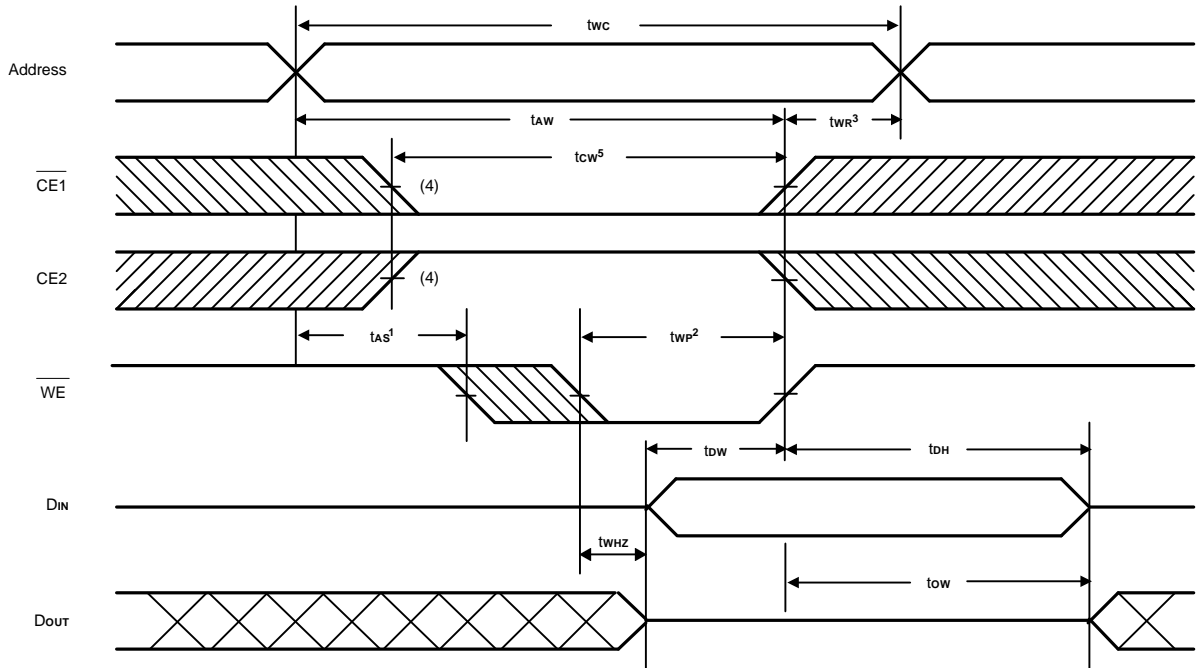 tWC
Address
tAW
tWR3
tCW5
CE1
(4)
CE2
(4)
tAS1
tWP2
WE
tDW
tDH
DIN
tWHZ
tOW
DOUT